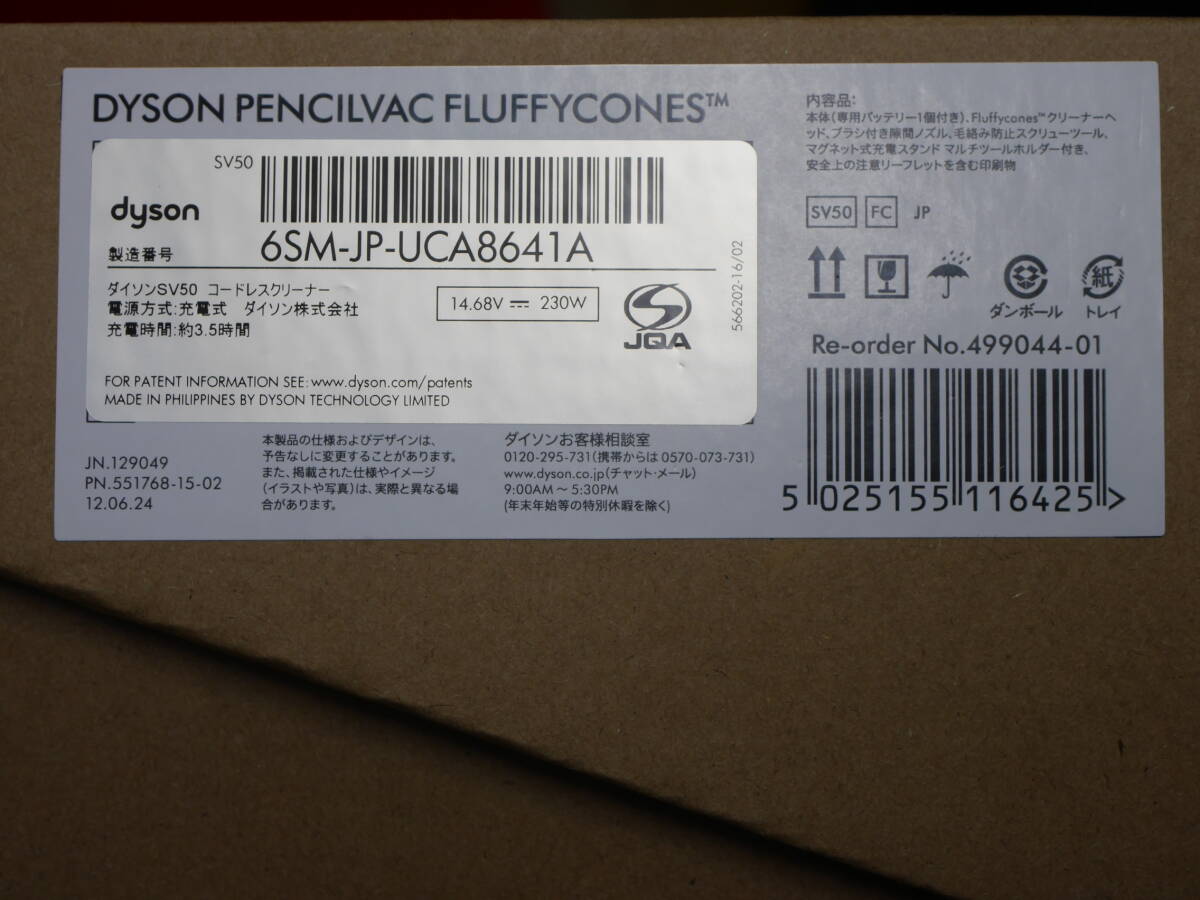 DYSON PENCILVAC FLUFFYCONES™
SV50
dyson
製造番号
6SM-JP-UCA8641A
ダイソンSV50 コードレスクリーナー
電源方式:充電式 ダイソン株式会社
充電時間:約3.5時間
14.68V ⎓ 230W
JQA
566202-16/02
FOR PATENT INFORMATION SEE: www.dyson.com/patents
MADE IN PHILIPPINES BY DYSON TECHNOLOGY LIMITED
JN.129049
PN.551768-15-02
12.06.24
本製品の仕様およびデザインは、
予告なしに変更することがあります。
また、掲載された仕様やイメージ
(イラストや写真)は、実際と異なる場
合があります。
ダイソンお客様相談室
0120-295-731(携帯からは 0570-073-731)
www.dyson.co.jp(チャット・メール)
9:00AM～5:30PM
(年末年始等の特別休暇を除く)
内容品:
本体(専用バッテリー1個付き)、Fluffycones™クリーナーヘ
ッド、ブラシ付き隙間ノズル、毛絡み防止スクリューツール、
マグネット式充電スタンド マルチツールホルダー付き、
安全上の注意リーフレットを含む印刷物
SV50 FC JP
ダンボール
紙
トレイ
Re-order No.499044-01
5 025155 116425 >